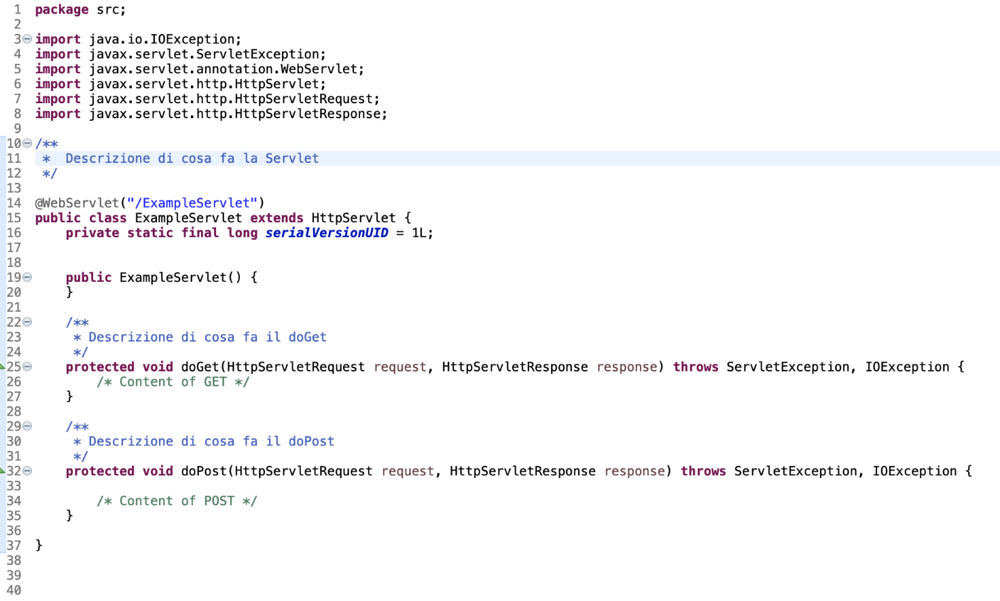 1 package src;
2
3 import java.io.IOException;
4 import javax.servlet.ServletException;
5 import javax.servlet.annotation.WebServlet;
6 import javax.servlet.http.HttpServlet;
7 import javax.servlet.http.HttpServletRequest;
8 import javax.servlet.http.HttpServletResponse;
9
10 /**
11  *  Descrizione di cosa fa la Servlet
12  */
13
14 @WebServlet("/ExampleServlet")
15 public class ExampleServlet extends HttpServlet {
16     private static final long serialVersionUID = 1L;
17
18
19     public ExampleServlet() {
20     }
21
22     /**
23      * Descrizione di cosa fa il doGet
24      */
25     protected void doGet(HttpServletRequest request, HttpServletResponse response) throws ServletException, IOException {
26         /* Content of GET */
27     }
28
29     /**
30      * Descrizione di cosa fa il doPost
31      */
32     protected void doPost(HttpServletRequest request, HttpServletResponse response) throws ServletException, IOException {
33
34         /* Content of POST */
35     }
36
37 }
38
39
40